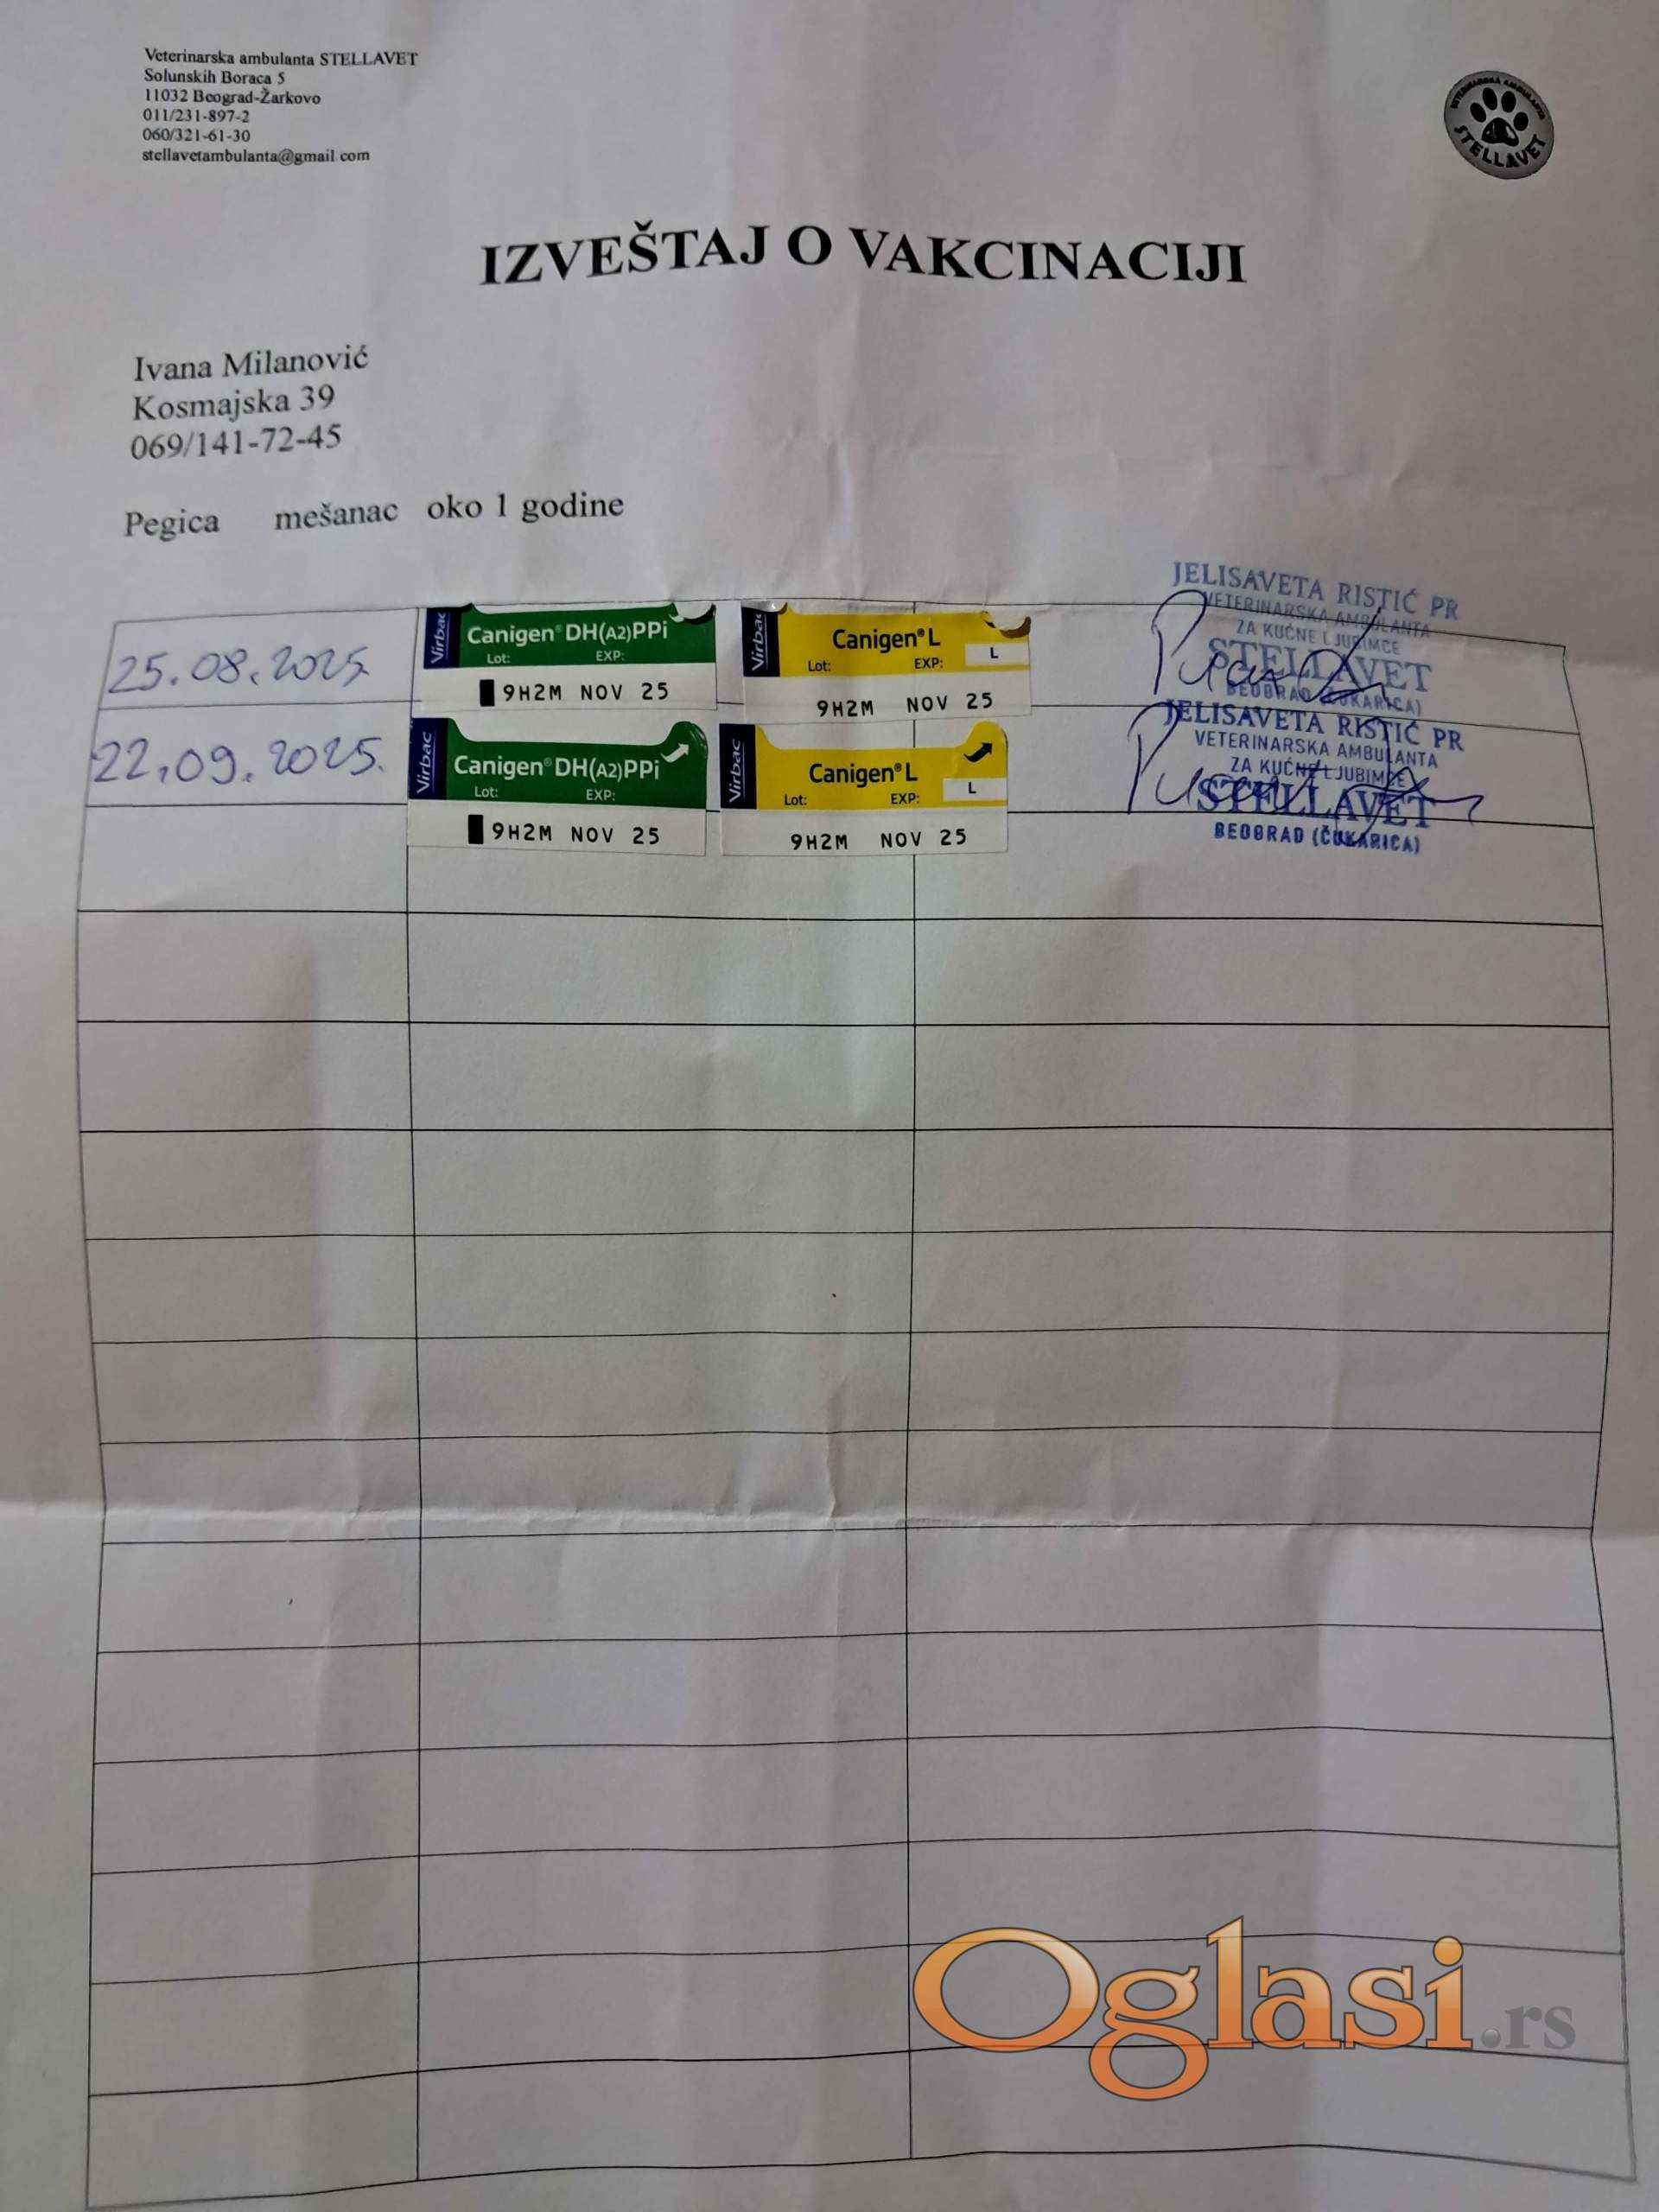 Veterinarska ambulanta STELLAVET
Solunskih Boraca 5
11032 Beograd-Žarkovo
011/231-897-2
060/321-61-30
stellavetambulanta@gmail.com
VETERINARSKA AMBULANTA
STELLAVET
IZVEŠTAJ O VAKCINACIJI
Ivana Milanović
Kosmajska 39
069/141-72-45
Pegica mešanac oko 1 godine
25.08.2025.
Virbac
Canigen® DH(A2)PPi
Lot: EXP:
9H2M NOV 25
Virbac
Canigen® L
Lot: EXP: L
9H2M NOV 25
JELISAVETA RISTIĆ PR
VETERINARSKA AMBULANTA
ZA KUĆNE LJUBIMCE
STELLAVET
BEOGRAD (ČUKARICA)
22.09.2025.
Virbac
Canigen® DH(A2)PPi
Lot: EXP:
9H2M NOV 25
Virbac
Canigen® L
Lot: EXP: L
9H2M NOV 25
JELISAVETA RISTIĆ PR
VETERINARSKA AMBULANTA
ZA KUĆNE LJUBIMCE
STELLAVET
BEOGRAD (ČUKARICA)
Oglasi.rs